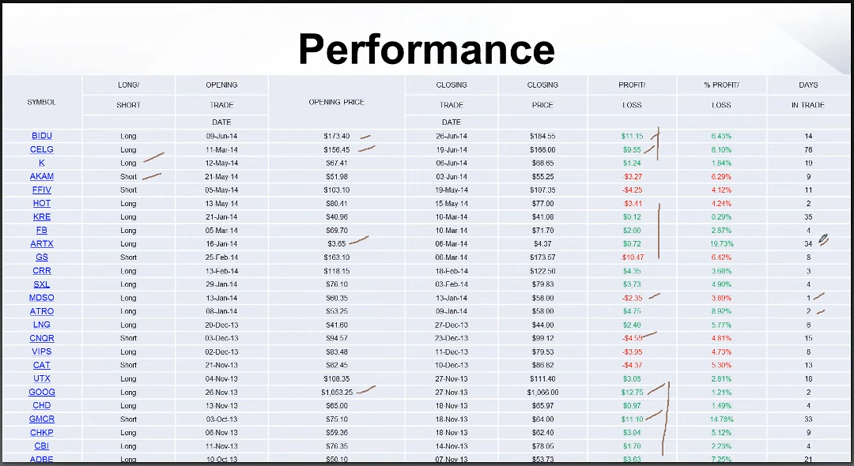 Performance
SYMBOL LONG/ SHORT OPENING TRADE DATE OPENING PRICE CLOSING TRADE DATE CLOSING PRICE PROFIT/ LOSS % PROFIT/ LOSS DAYS IN TRADE
BIDU Long 09-Jun-14 $173.40 26-Jun-14 $184.55 $11.15 6.43% 14
CELG Long 11-Mar-14 $156.45 19-Jun-14 $166.00 $9.55 6.10% 76
K Long 12-May-14 $67.41 06-Jun-14 $68.65 $1.24 1.84% 19
AKAM Short 21-May-14 $51.98 03-Jun-14 $55.25 -$3.27 6.29% 9
FFIV Short 05-May-14 $103.10 19-May-14 $107.35 -$4.25 4.12% 11
HOT Long 13 May 14 $80.41 15 May 14 $77.00 -$3.41 4.24% 2
KRE Long 21-Jan-14 $40.96 10-Mar-14 $41.08 $0.12 0.29% 35
FB Long 05 Mar 14 $69.70 10 Mar 14 $71.70 $2.00 2.87% 4
ARTX Long 16-Jan-14 $3.65 06-Mar-14 $4.37 $0.72 19.73% 34
GS Short 25-Feb-14 $163.10 06-Mar-14 $173.57 -$10.47 6.42% 8
CRR Long 13-Feb-14 $118.15 18-Feb-14 $122.50 $4.35 3.68% 3
SXL Long 29-Jan-14 $76.10 03-Feb-14 $79.83 $3.73 4.90% 4
MDSO Long 13-Jan-14 $60.35 13-Jan-14 $58.00 -$2.35 3.89% 1
ATRO Long 08-Jan-14 $53.25 09-Jan-14 $58.00 $4.75 8.92% 2
LNG Long 20-Dec-13 $41.60 27-Dec-13 $44.00 $2.40 5.77% 6
CNQR Short 03-Dec-13 $94.57 23-Dec-13 $99.12 -$4.55 4.81% 15
VIPS Long 02-Dec-13 $83.48 11-Dec-13 $79.53 -$3.95 4.73% 8
CAT Short 21-Nov-13 $82.45 10-Dec-13 $86.82 -$4.37 5.30% 13
UTX Long 04-Nov-13 $108.35 27-Nov-13 $111.40 $3.05 2.81% 18
GOOG Long 26 Nov 13 $1,053.25 27 Nov 13 $1,066.00 $12.75 1.21% 2
CHD Long 13-Nov-13 $65.00 18-Nov-13 $65.97 $0.97 1.49% 4
GMCR Short 03-Oct-13 $75.10 18-Nov-13 $64.00 $11.10 14.78% 33
CHKP Long 06-Nov-13 $59.36 18-Nov-13 $62.40 $3.04 5.12% 9
CBI Long 11-Nov-13 $76.35 14-Nov-13 $78.05 $1.70 2.23% 4
ADBE Long 10 Oct 13 $50.10 07 Nov 13 $53.73 $3.63 7.25% 21